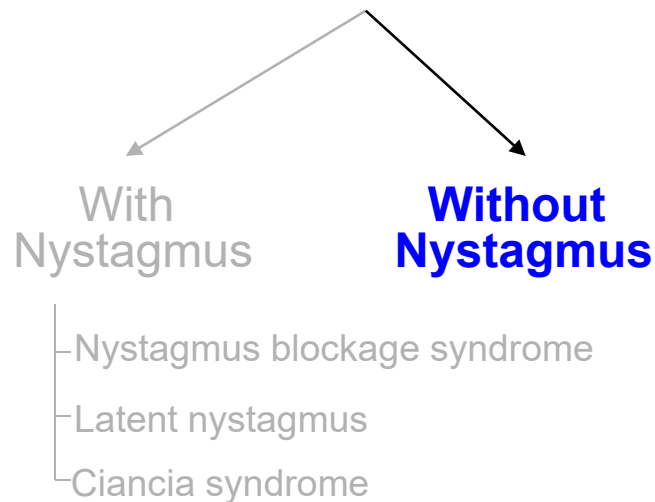 With
Nystagmus
Without
Nystagmus
Nystagmus blockage syndrome
Latent nystagmus
Ciancia syndrome